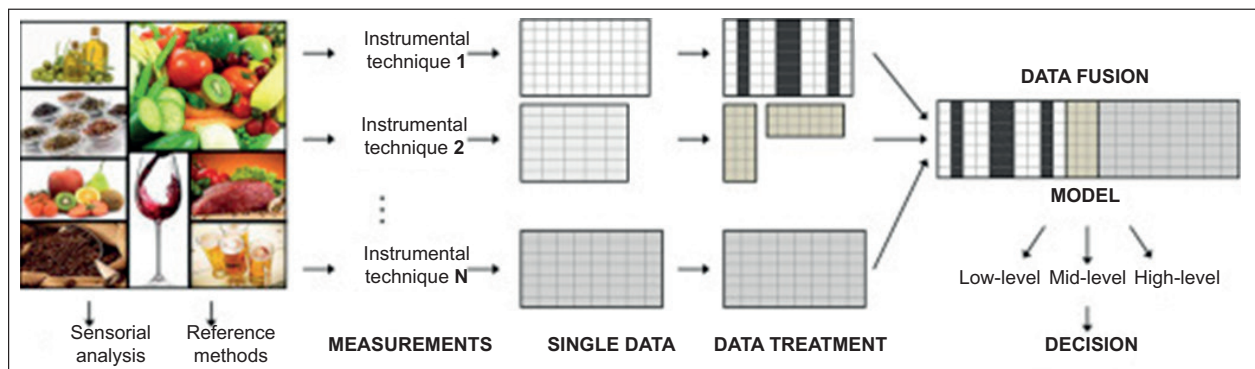 Instrumental
technique 1
Instrumental
technique 2
Instrumental
technique N
DATA FUSION
MODEL
Low-level Mid-level High-level
Sensorial
analysis
Reference
methods
MEASUREMENTS
SINGLE DATA
DATA TREATMENT
DECISION